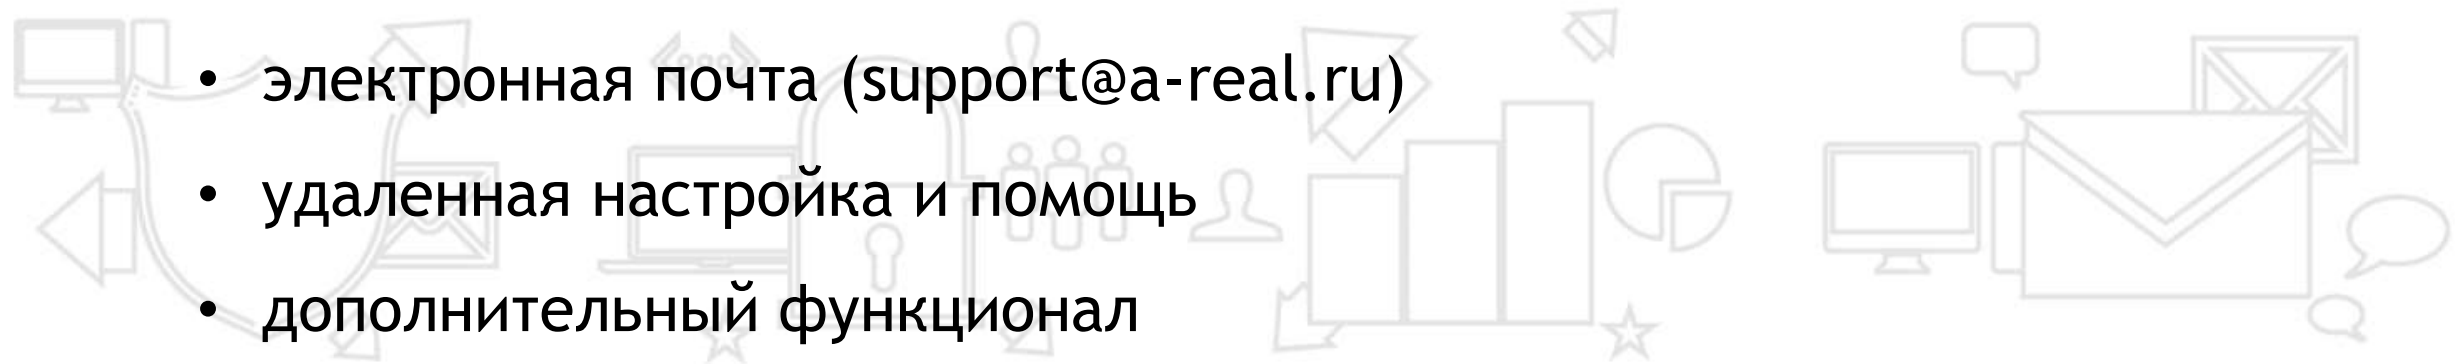 • электронная почта (support@a-real.ru)
• удаленная настройка и помощь
• дополнительный функционал